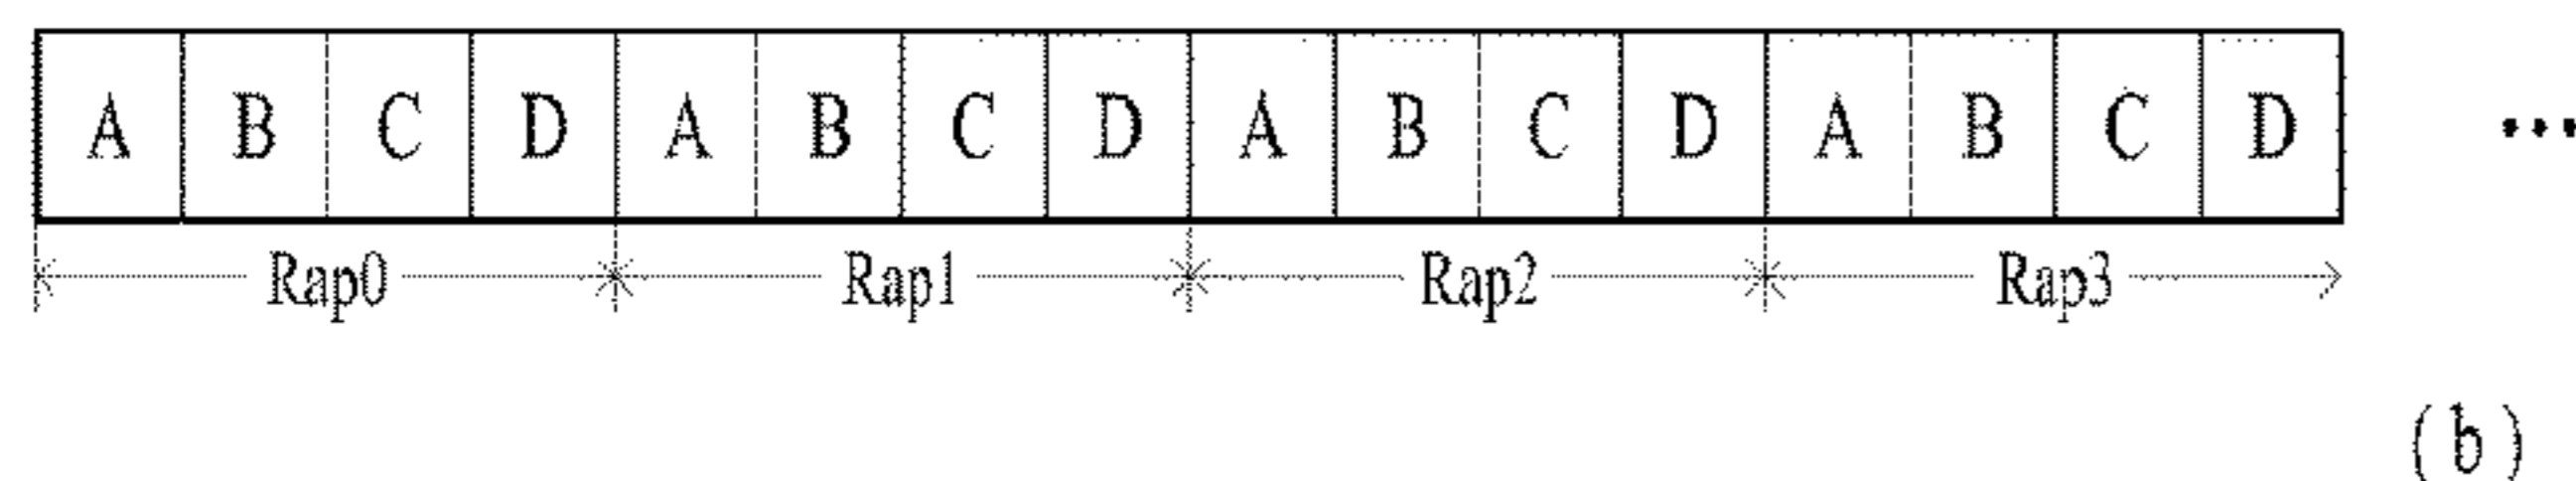 A B C D A B C D A B C D A B C D ...
Rap0 Rap1 Rap2 Rap3
(b)